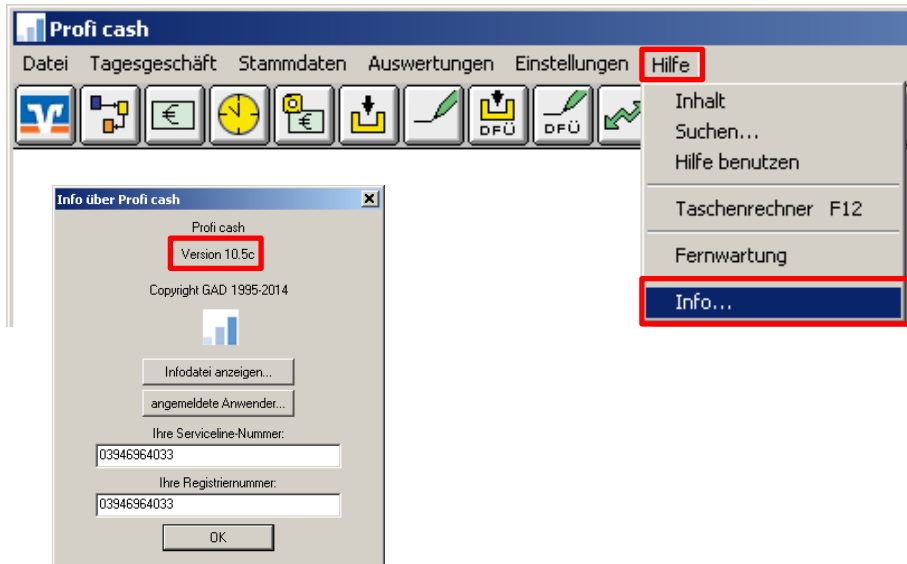 Profi cash
Datei Tagesgeschäft Stammdaten Auswertungen Einstellungen Hilfe
DFÜ DFÜ
Inhalt
Suchen...
Hilfe benutzen
Taschenrechner F12
Fernwartung
Info...
Info über Profi cash
Profi cash
Version 10.5c
Copyright GAD 1995-2014
Infodatei anzeigen...
angemeldete Anwender...
Ihre Serviceline-Nummer:
03946964033
Ihre Registriernummer:
03946964033
OK